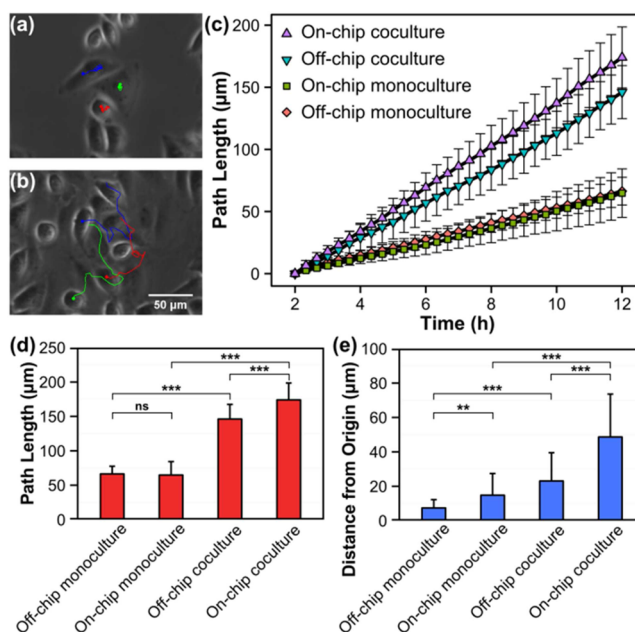 (a)
(b)
50 µm
(c)
200
150
100
50
0
Path Length (µm)
On-chip coculture
Off-chip coculture
On-chip monoculture
Off-chip monoculture
2 4 6 8 10 12
Time (h)
(d)
250
200
150
100
50
0
Path Length (µm)
***
***
***
ns
Off-chip monoculture
On-chip monoculture
Off-chip coculture
On-chip coculture
(e)
100
80
60
40
20
0
Distance from Origin (µm)
***
***
***
**
Off-chip monoculture
On-chip monoculture
Off-chip coculture
On-chip coculture